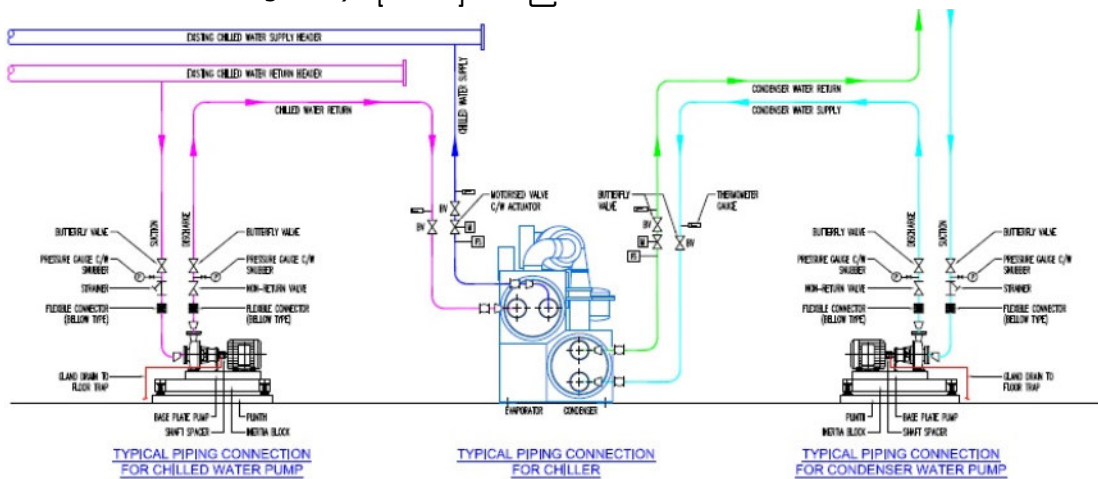 EXISTING CHILLED WATER SUPPLY HEADER
EXISTING CHILLED WATER RETURN HEADER
CHILLED WATER RETURN
CHILLED WATER SUPPLY
CONDENSER WATER RETURN
CONDENSER WATER SUPPLY
SUCTION
DISCHARGE
BUTTERFLY VALVE
PRESSURE GAUGE C/W
SNUBBER
STRAINER
FLEXIBLE CONNECTOR
(BELLOW TYPE)
BUTTERFLY VALVE
PRESSURE GAUGE C/W
SNUBBER
NON-RETURN VALVE
FLEXIBLE CONNECTOR
(BELLOW TYPE)
P
P
GLAND DRAIN TO
FLOOR TRAP
BASE PLATE PUMP
SHAFT SPACER
PLINTH
INERTIA BLOCK
BV
BV
MOTORISED VALVE
C/W ACTUATOR
M
FS
BUTTERFLY
VALVE
BV
M
FS
BV
THERMOMETER
GAUGE
EVAPORATOR
CONDENSER
DISCHARGE
SUCTION
BUTTERFLY VALVE
PRESSURE GAUGE C/W
SNUBBER
NON-RETURN VALVE
FLEXIBLE CONNECTOR
(BELLOW TYPE)
BUTTERFLY VALVE
PRESSURE GAUGE C/W
SNUBBER
STRAINER
FLEXIBLE CONNECTOR
(BELLOW TYPE)
P
P
GLAND DRAIN TO
FLOOR TRAP
PLINTH
INERTIA BLOCK
BASE PLATE PUMP
SHAFT SPACER
TYPICAL PIPING CONNECTION
FOR CHILLED WATER PUMP
TYPICAL PIPING CONNECTION
FOR CHILLER
TYPICAL PIPING CONNECTION
FOR CONDENSER WATER PUMP